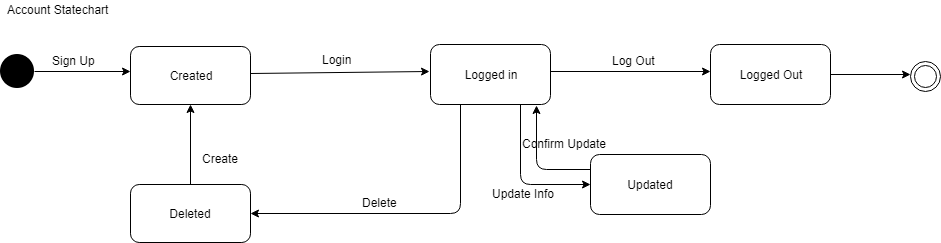 Account Statechart
Sign Up
Created
Login
Logged in
Log Out
Logged Out
Confirm Update
Create
Updated
Update Info
Delete
Deleted